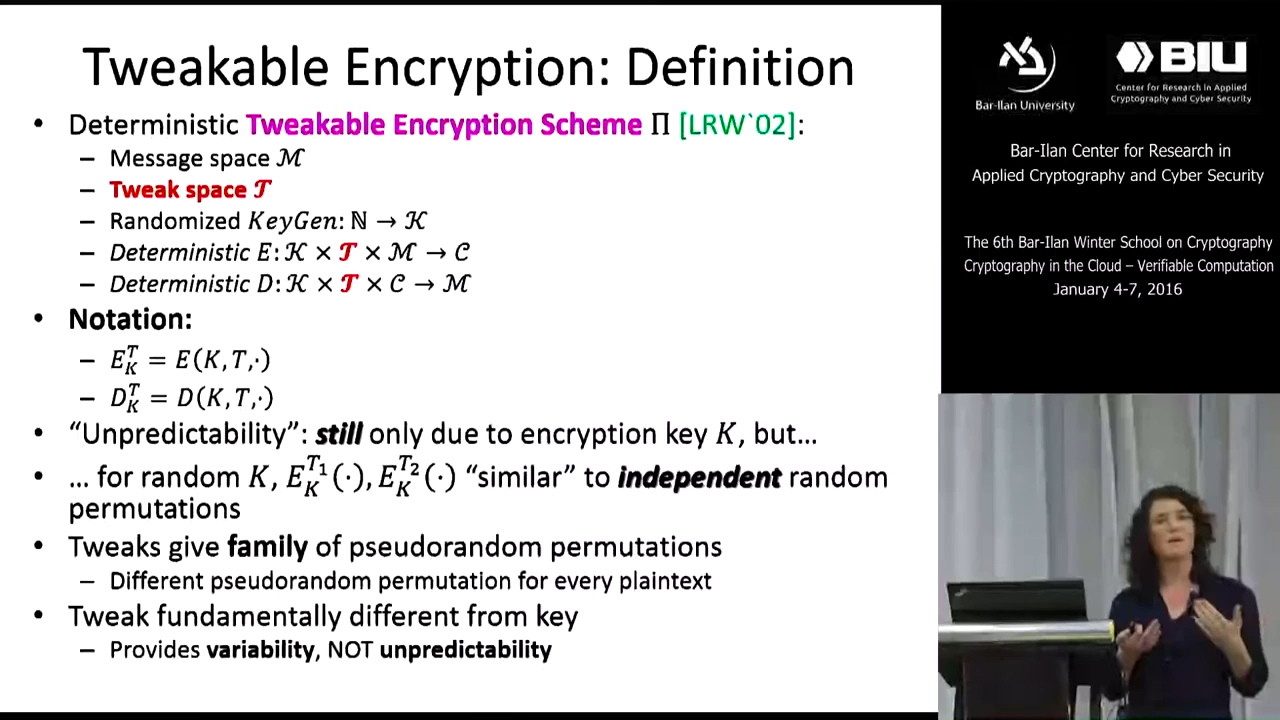 Tweakable Encryption: Definition
• Deterministic Tweakable Encryption Scheme Π [LRW`02]:
– Message space ℳ
– Tweak space 𝒯
– Randomized KeyGen: ℕ → 𝒦
– Deterministic E: 𝒦 × 𝒯 × ℳ → 𝒞
– Deterministic D: 𝒦 × 𝒯 × 𝒞 → ℳ
• Notation:
– E_K^T = E(K, T,·)
– D_K^T = D(K, T,·)
• “Unpredictability”: still only due to encryption key K, but…
• … for random K, E_K^{T_1}(·), E_K^{T_2}(·) “similar” to independent random
permutations
• Tweaks give family of pseudorandom permutations
– Different pseudorandom permutation for every plaintext
• Tweak fundamentally different from key
– Provides variability, NOT unpredictability
Bar-Ilan University
BIU
Center for Research in Applied
Cryptography and Cyber Security
Bar-Ilan Center for Research in
Applied Cryptography and Cyber Security
The 6th Bar-Ilan Winter School on Cryptography
Cryptography in the Cloud – Verifiable Computation
January 4-7, 2016